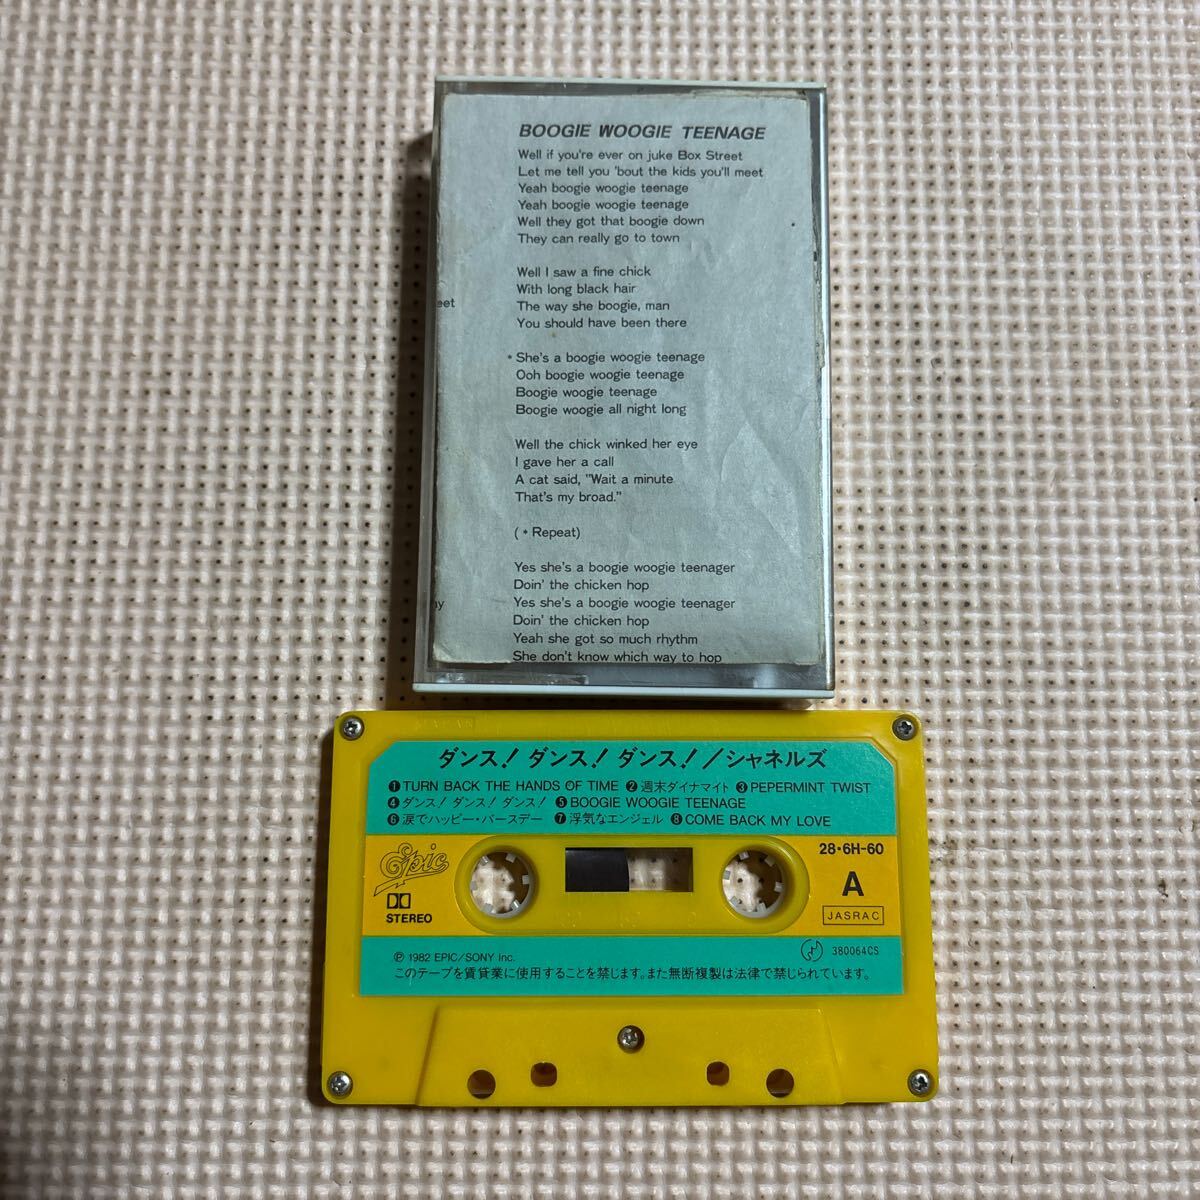 BOOGIE WOOGIE TEENAGE
Well if you're ever on juke Box Street
Let me tell you 'bout the kids you'll meet
Yeah boogie woogie teenage
Yeah boogie woogie teenage
Well they got that boogie down
They can really go to town
Well I saw a fine chick
With long black hair
The way she boogie, man
You should have been there
* She's a boogie woogie teenage
Ooh boogie woogie teenage
Boogie woogie teenage
Boogie woogie all night long
Well the chick winked her eye
I gave her a call
A cat said, "Wait a minute
That's my broad."
( * Repeat)
Yes she's a boogie woogie teenager
Doin' the chicken hop
Yes she's a boogie woogie teenager
Doin' the chicken hop
Yeah she got so much rhythm
She don't know which way to hop
ダンス! ダンス! ダンス!/シャネルズ
❶TURN BACK THE HANDS OF TIME ❷週末ダイナマイト ❸PEPERMINT TWIST
❹ダンス! ダンス! ダンス! ❺BOOGIE WOOGIE TEENAGE
❻涙でハッピー・バースデー ❼浮気なエンジェル ❽COME BACK MY LOVE
Epic
STEREO
28・6H-60
A
JASRAC
℗ 1982 EPIC/SONY Inc.
380064CS
このテープを賃貸業に使用することを禁じます。また無断複製は法律で禁じられています。